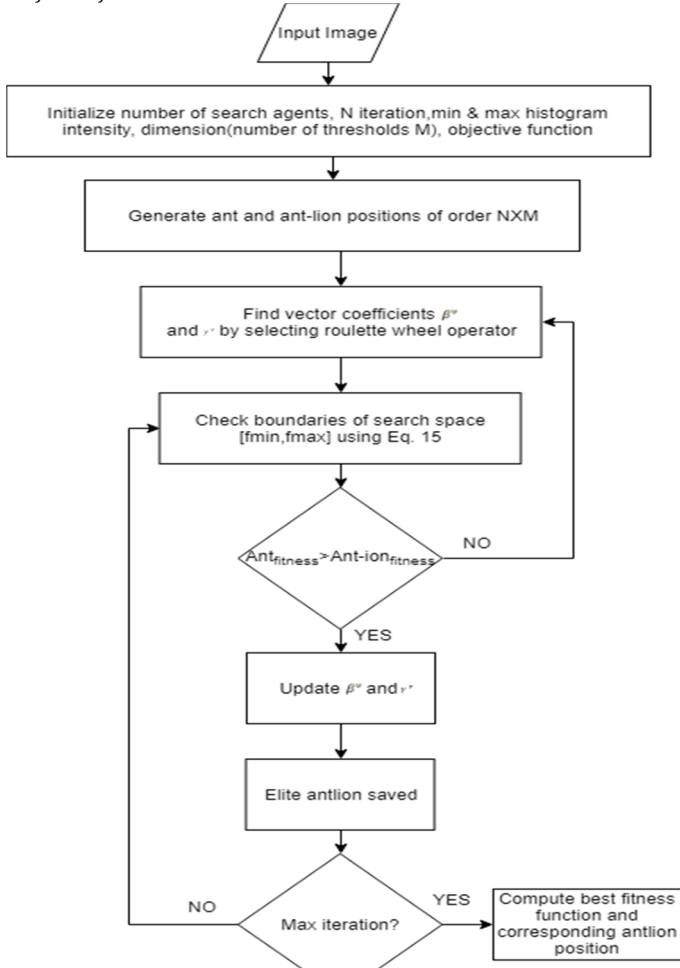 Input Image
Initialize number of search agents, N iteration,min & max histogram
intensity, dimension(number of thresholds M), objective function
Generate ant and ant-lion positions of order NXM
Find vector coefficients β*
and γ* by selecting roulette wheel operator
Check boundaries of search space
[fmin,fmax] using Eq. 15
Antfitness>Ant-ionfitness
NO
YES
Update β* and γ*
Elite antlion saved
NO
Max iteration?
YES
Compute best fitness
function and
corresponding antlion
position